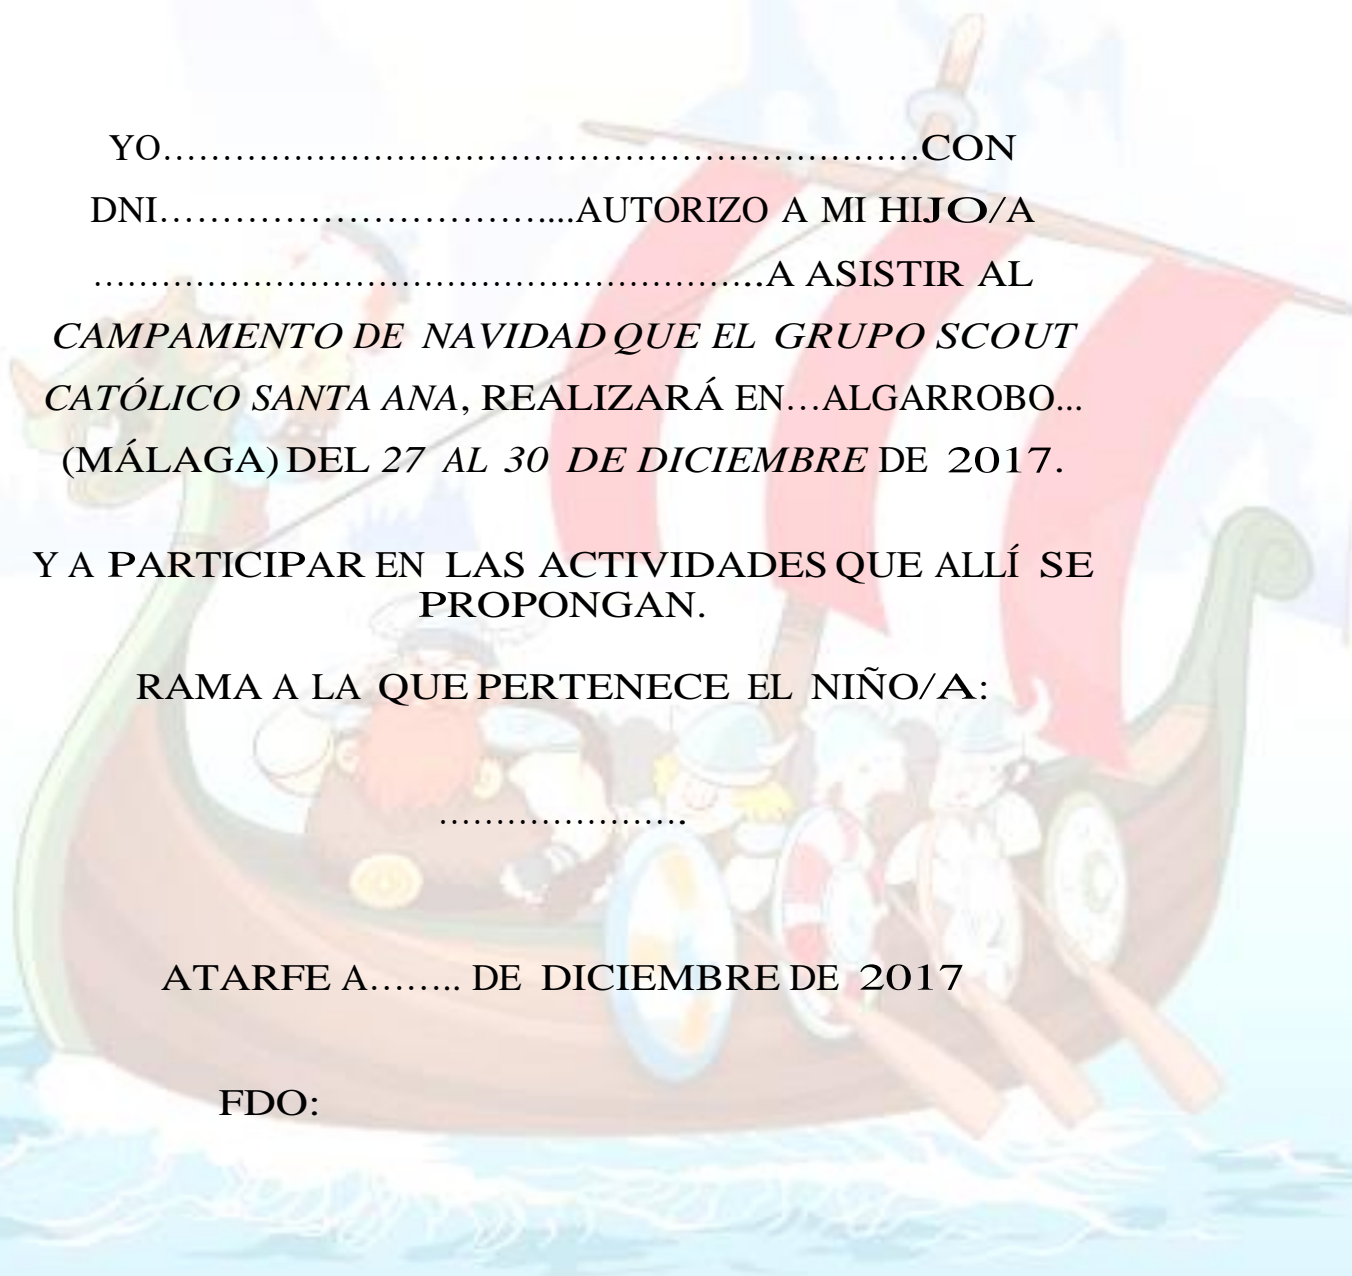 YO……………………………………………………CON
DNI…………………………....AUTORIZO A MI HIJO/A
……………………………………………….A ASISTIR AL
CAMPAMENTO DE NAVIDAD QUE EL GRUPO SCOUT
CATÓLICO SANTA ANA, REALIZARÁ EN…ALGARROBO...
(MÁLAGA) DEL 27 AL 30 DE DICIEMBRE DE 2017.
Y A PARTICIPAR EN LAS ACTIVIDADES QUE ALLÍ SE
PROPONGAN.
RAMA A LA QUE PERTENECE EL NIÑO/A:
………………….
ATARFE A…….. DE DICIEMBRE DE 2017
FDO: